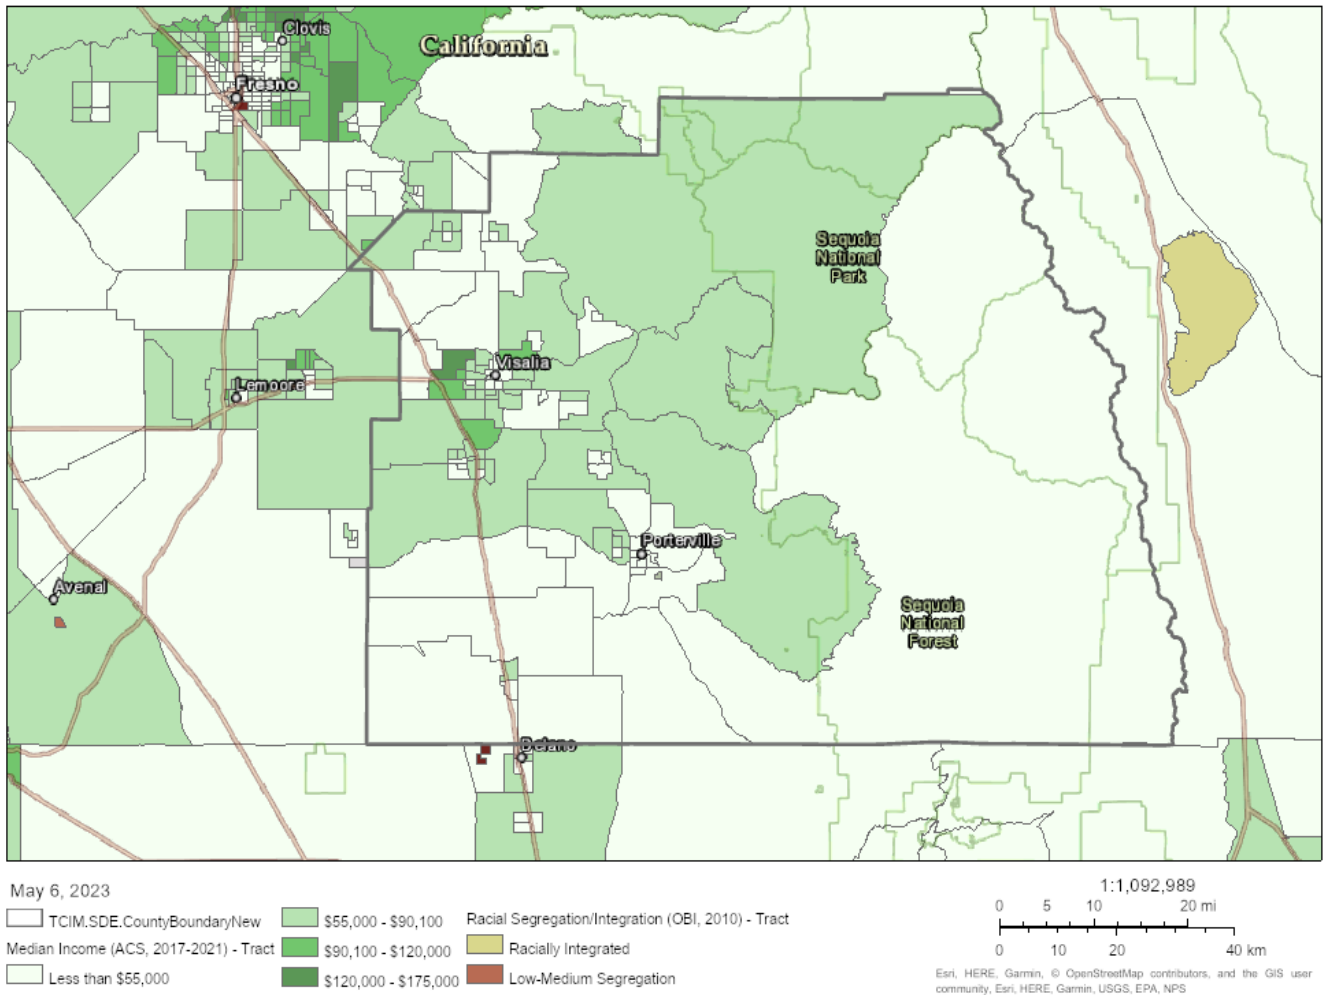 Clovis
California
Fresno
Sequoia
National
Park
Visalia
Lemoore
Porterville
Avenal
Sequoia
National
Forest
Delano
May 6, 2023
1:1,092,989
0 5 10 20 mi
0 10 20 40 km
TCIM.SDE.CountyBoundaryNew
Median Income (ACS, 2017-2021) - Tract
Less than $55,000
$55,000 - $90,100
$90,100 - $120,000
$120,000 - $175,000
Racial Segregation/Integration (OBI, 2010) - Tract
Racially Integrated
Low-Medium Segregation
Esri, HERE, Garmin, © OpenStreetMap contributors, and the GIS user
community, Esri, HERE, Garmin, USGS, EPA, NPS